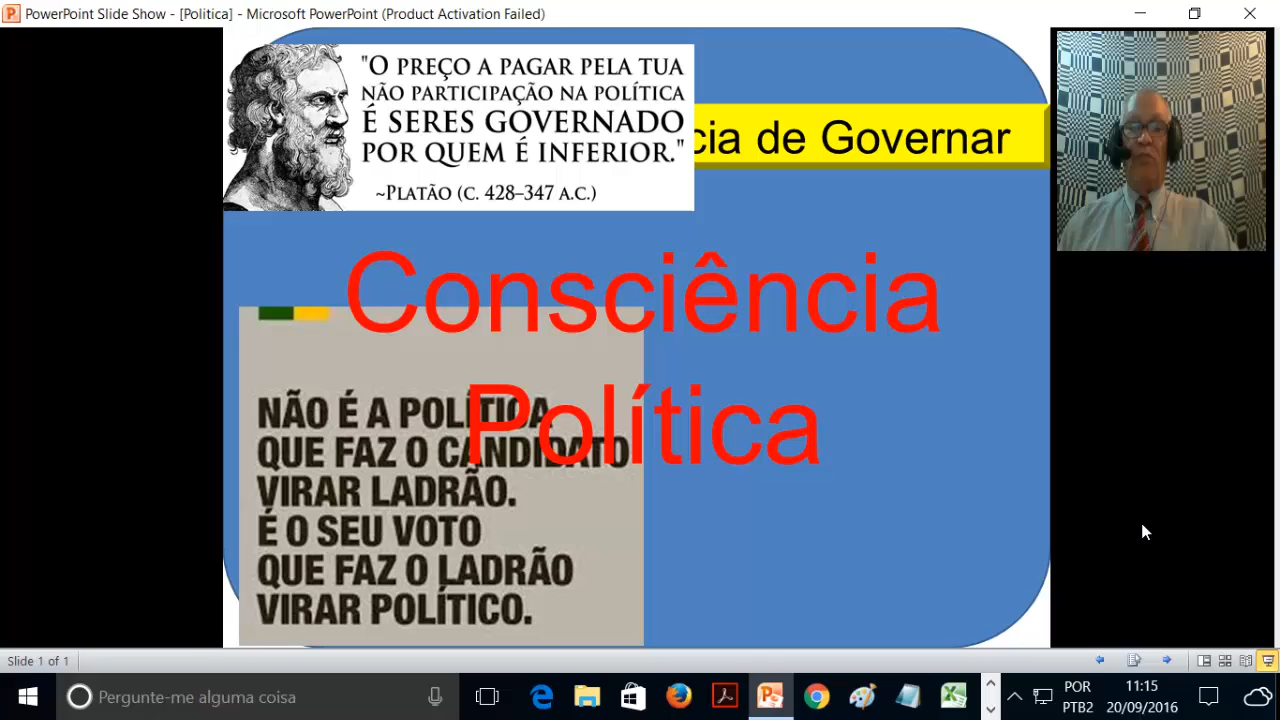 PowerPoint Slide Show - [Politica] - Microsoft PowerPoint (Product Activation Failed)
"O PREÇO A PAGAR PELA TUA
NÃO PARTICIPAÇÃO NA POLÍTICA
É SERES GOVERNADO
POR QUEM É INFERIOR."
~PLATÃO (C. 428–347 A.C.)
cia de Governar
Consciência
Política
NÃO É A POLÍTICA
QUE FAZ O CANDIDATO
VIRAR LADRÃO.
É O SEU VOTO
QUE FAZ O LADRÃO
VIRAR POLÍTICO.
Slide 1 of 1
Pergunte-me alguma coisa
POR
PTB2
11:15
20/09/2016